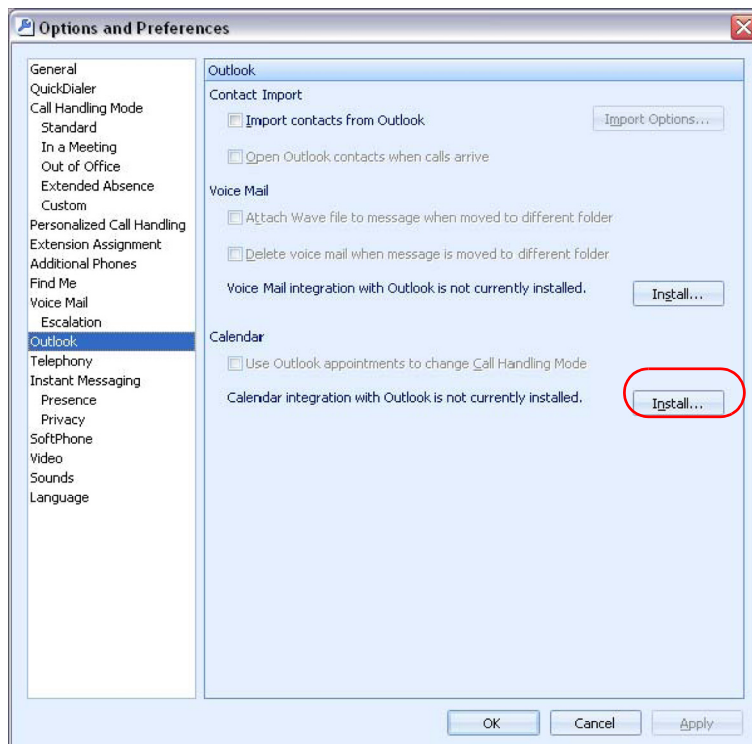 Options and Preferences
General
QuickDialer
Call Handling Mode
Standard
In a Meeting
Out of Office
Extended Absence
Custom
Personalized Call Handling
Extension Assignment
Additional Phones
Find Me
Voice Mail
Escalation
Outlook
Telephony
Instant Messaging
Presence
Privacy
SoftPhone
Video
Sounds
Language
Outlook
Contact Import
Import contacts from Outlook
Import Options...
Open Outlook contacts when calls arrive
Voice Mail
Attach Wave file to message when moved to different folder
Delete voice mail when message is moved to different folder
Voice Mail integration with Outlook is not currently installed.
Install...
Calendar
Use Outlook appointments to change Call Handling Mode
Calendar integration with Outlook is not currently installed.
Install...
OK
Cancel
Apply